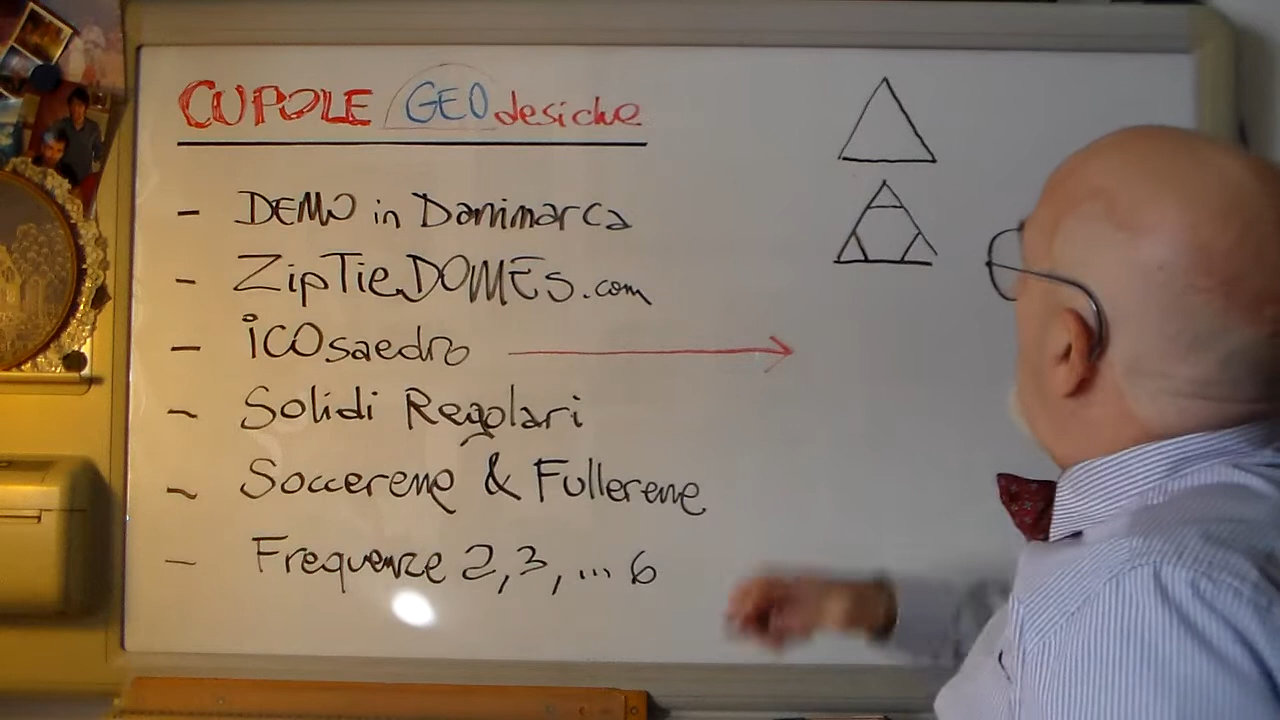 CUPOLE GEOdesiche
- DEMO in Danimarca
- ZipTieDOMES.com
- iCOsaedro
- Solidi Regolari
- Soccerene & Fullerene
- Frequenze 2,3,... 6